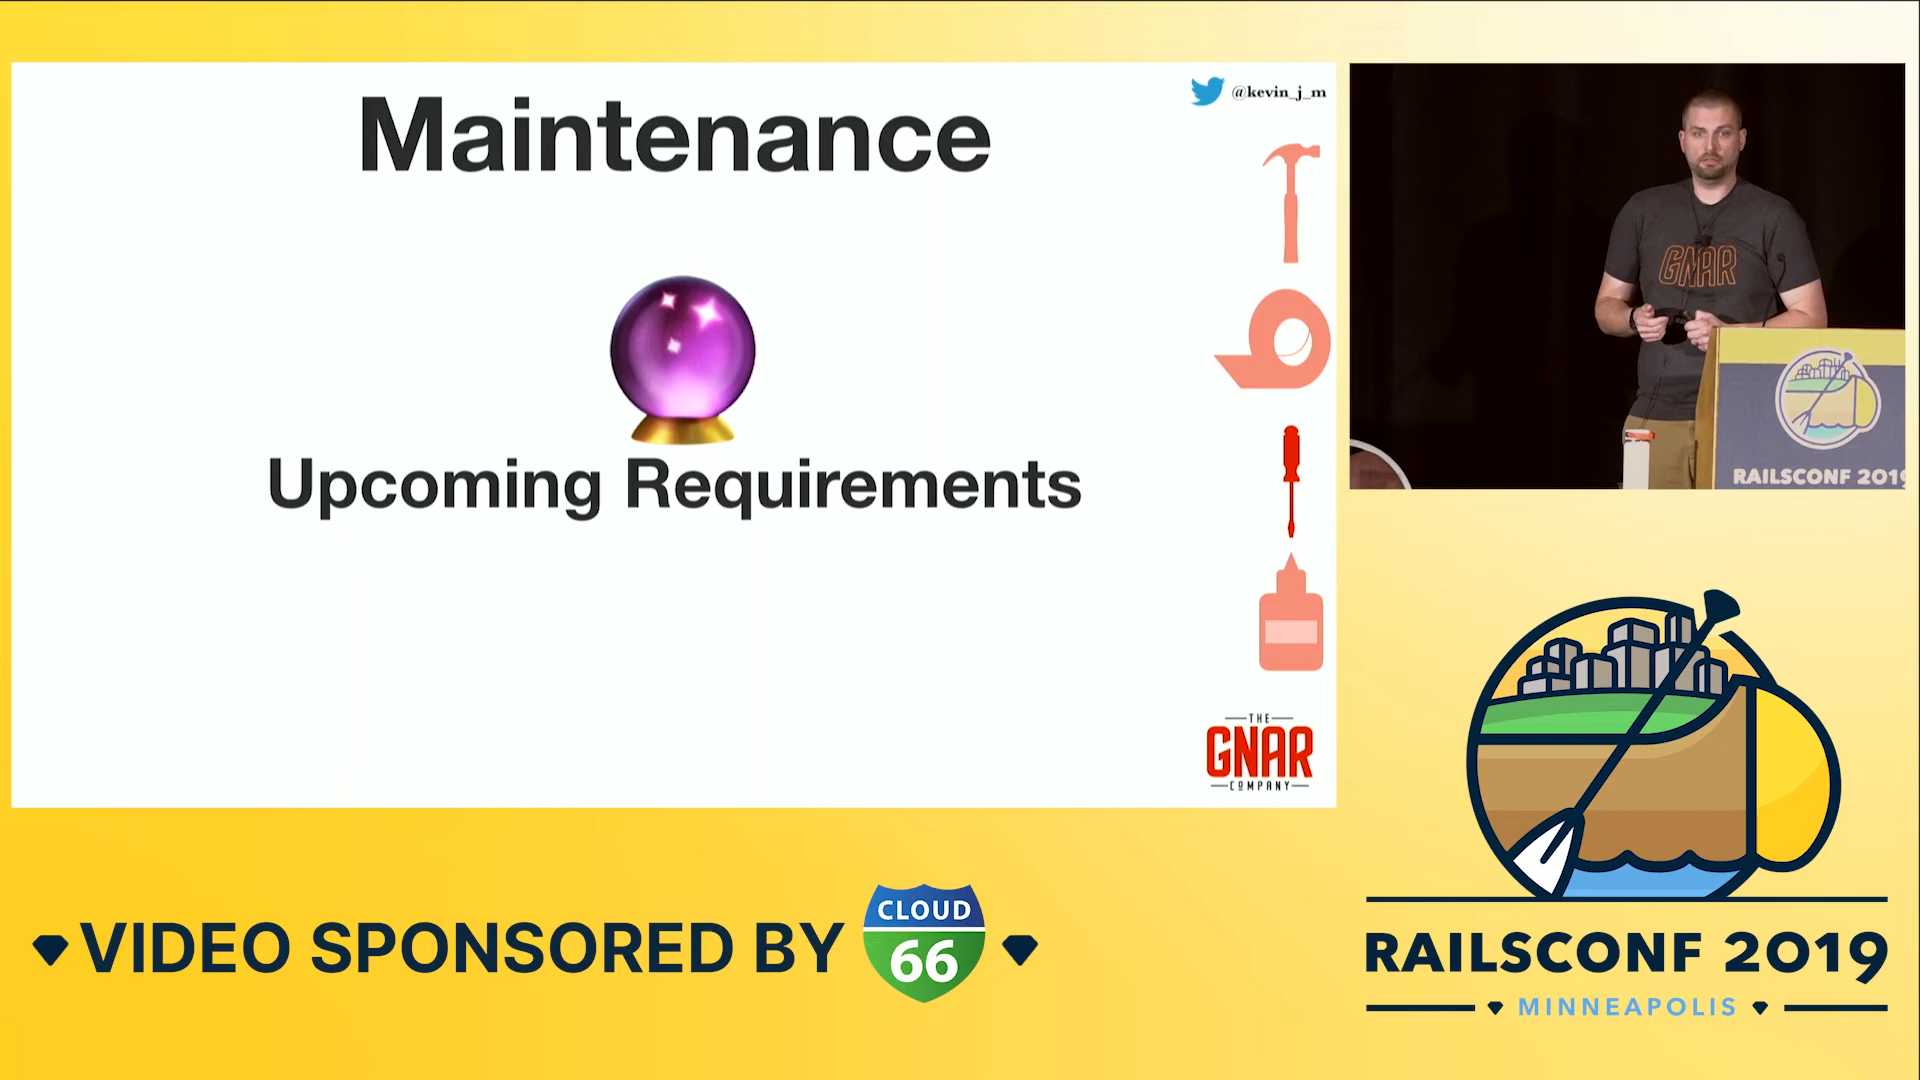 Maintenance
@kevin_j_m
Upcoming Requirements
THE
GNAR
COMPANY
GNAR
RAILSCONF 2019
VIDEO SPONSORED BY
CLOUD
66
RAILSCONF 2019
MINNEAPOLIS